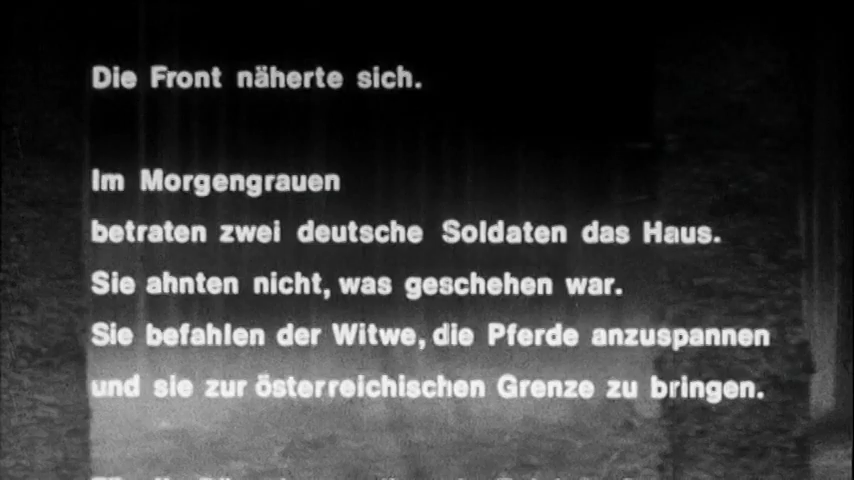 Die Front näherte sich.
Im Morgengrauen
betraten zwei deutsche Soldaten das Haus.
Sie ahnten nicht, was geschehen war.
Sie befahlen der Witwe, die Pferde anzuspannen
und sie zur österreichischen Grenze zu bringen.